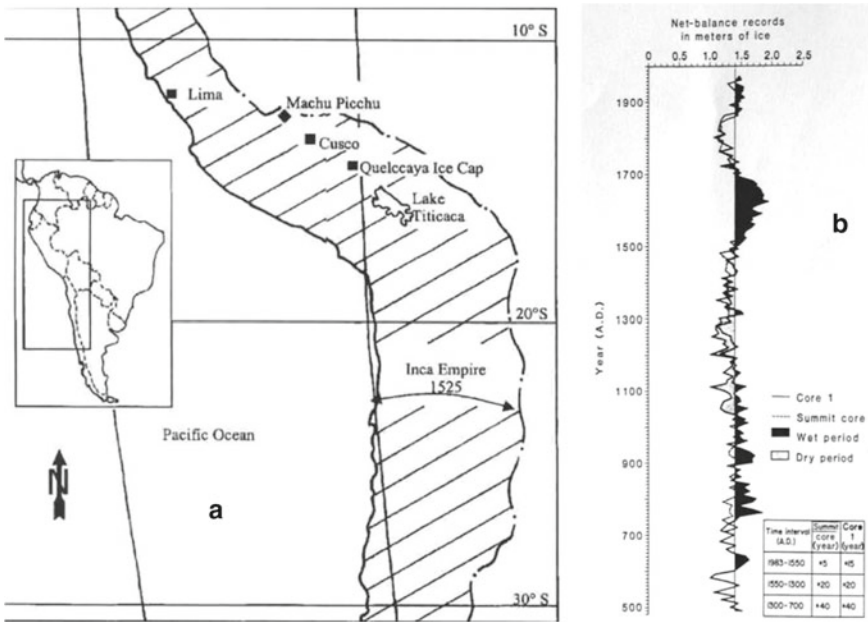 10° S
Lima
Machu Picchu
Cusco
Quelccaya Ice Cap
Lake
Titicaca
20°S
Inca Empire
1525
Pacific Ocean
N
a
30° S
Net-balance records
in meters of ice
0 0.5 1.0 1.5 2.0 2.5
b
Year (A.D.)
1900
1700
1500
1300
1100
900
700
500
Core 1
Summit core
Wet period
Dry period
Time interval
(A.D.)
Summit
core
(year)
Core
1
(year)
1983-1550 +5 +15
1550-1300 +20 +20
1300-700 +40 +40